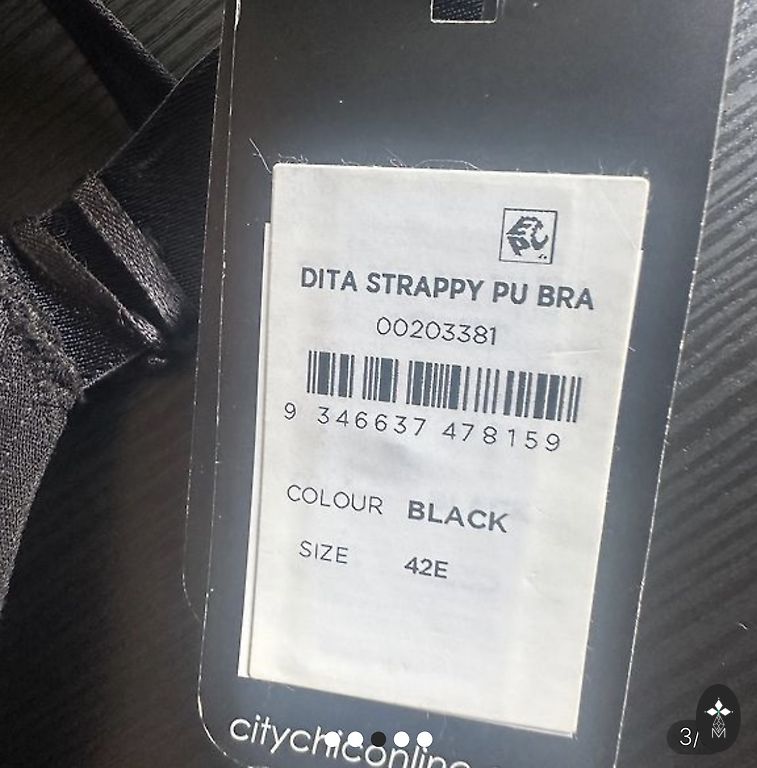 DITA STRAPPY PU BRA
00203381
9 346637 478159
COLOUR BLACK
SIZE 42E
citychiconline
3/
M